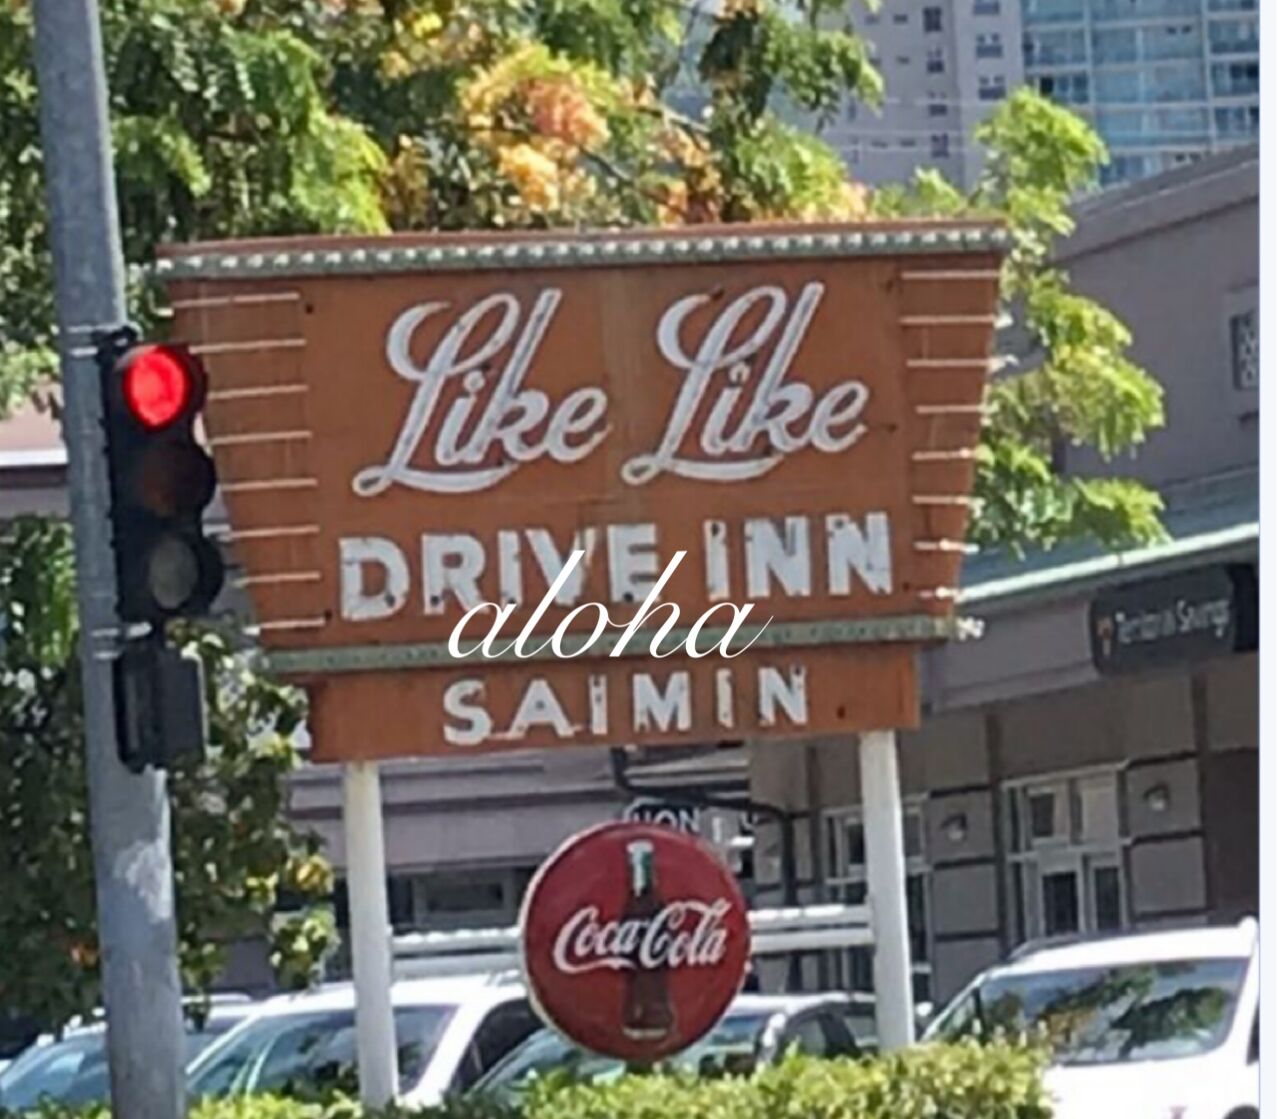 Like Like
DRIVE INN
aloha
SAIMIN
Coca-Cola